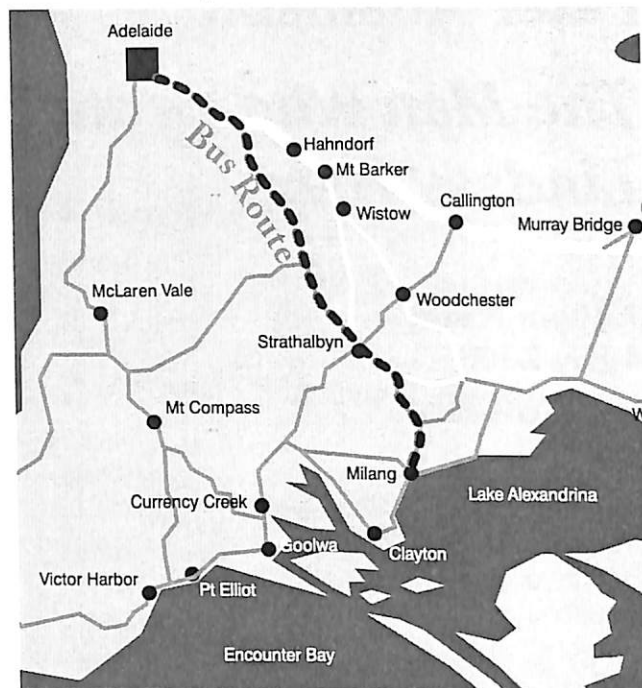 Adelaide
Bus Route
Hahndorf
Mt Barker
Wistow
Callington
Murray Bridge
McLaren Vale
Woodchester
Strathalbyn
Mt Compass
Milang
Lake Alexandrina
Currency Creek
Goolwa
Clayton
Victor Harbor
Pt Elliot
Encounter Bay